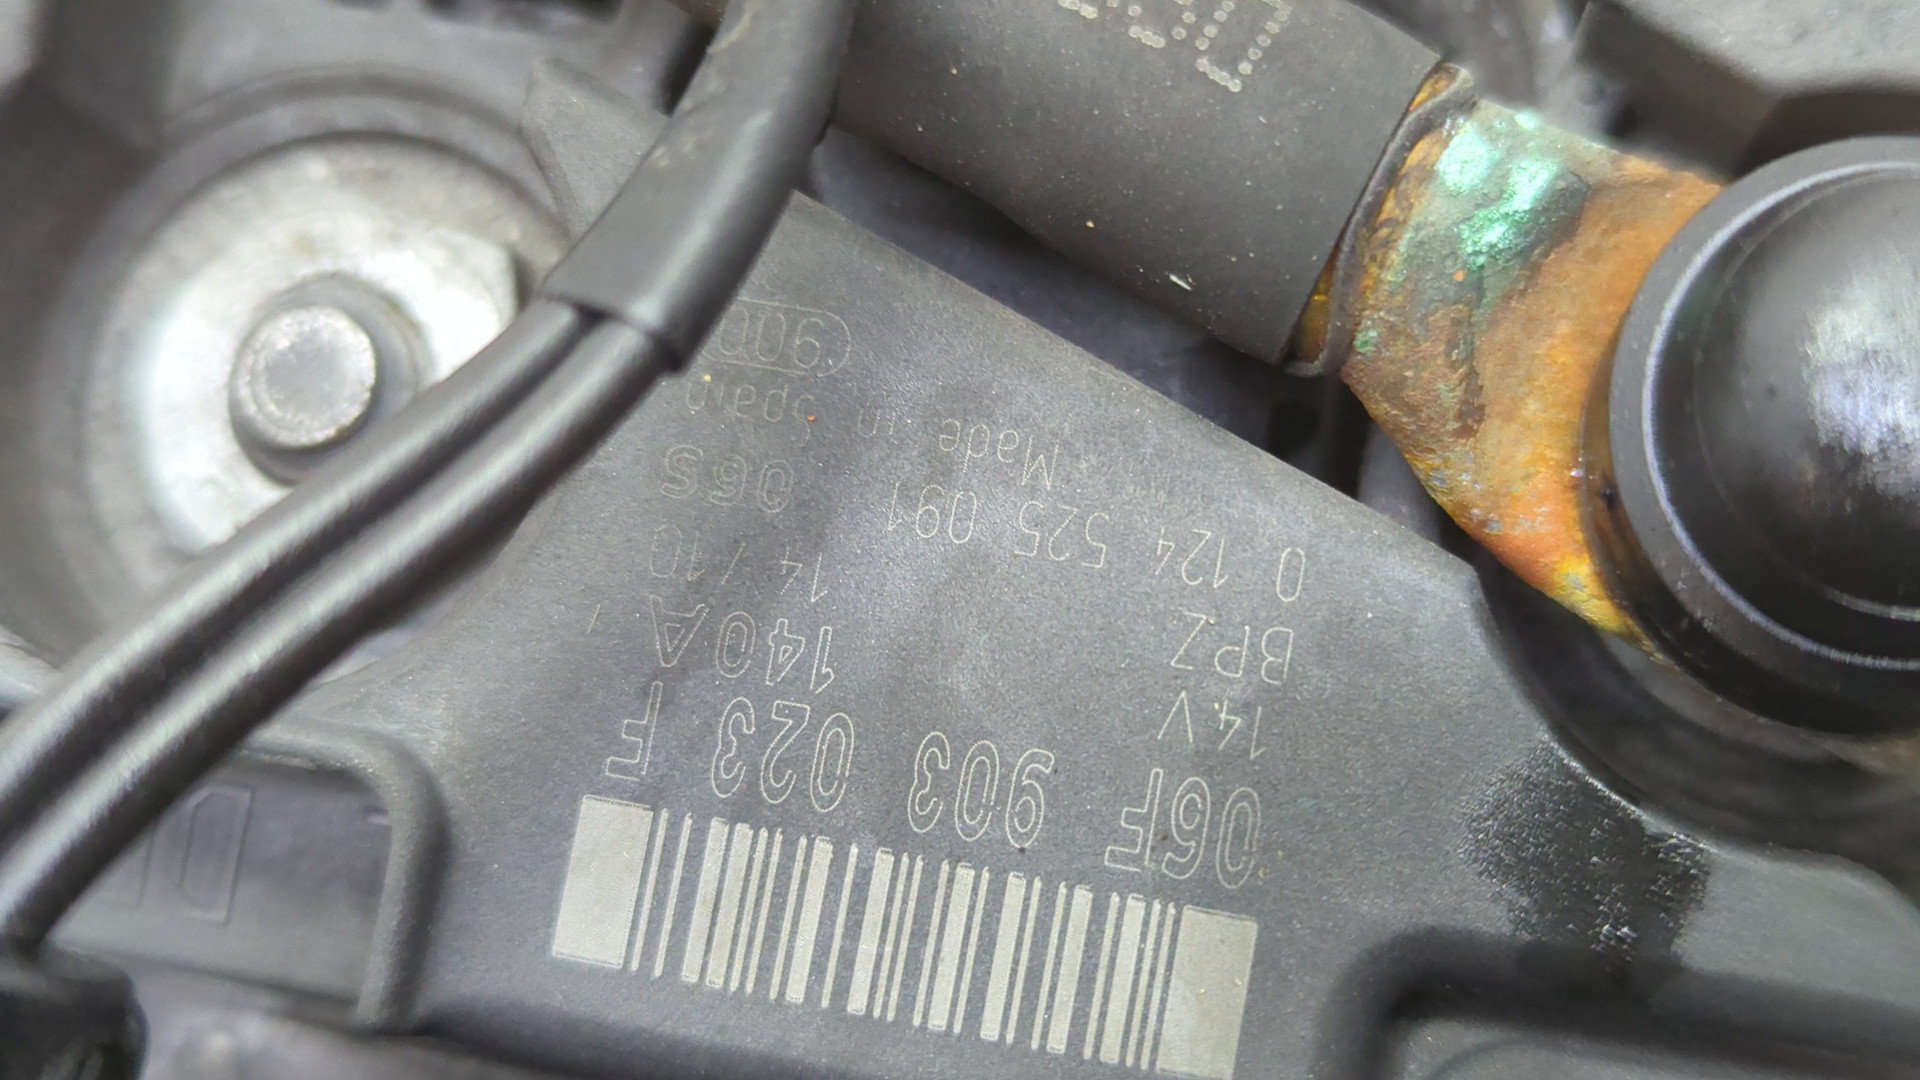 06F 903 023 F
14V 140A
BPZ 14/10
0 124 525 091 06S
Made in Spain